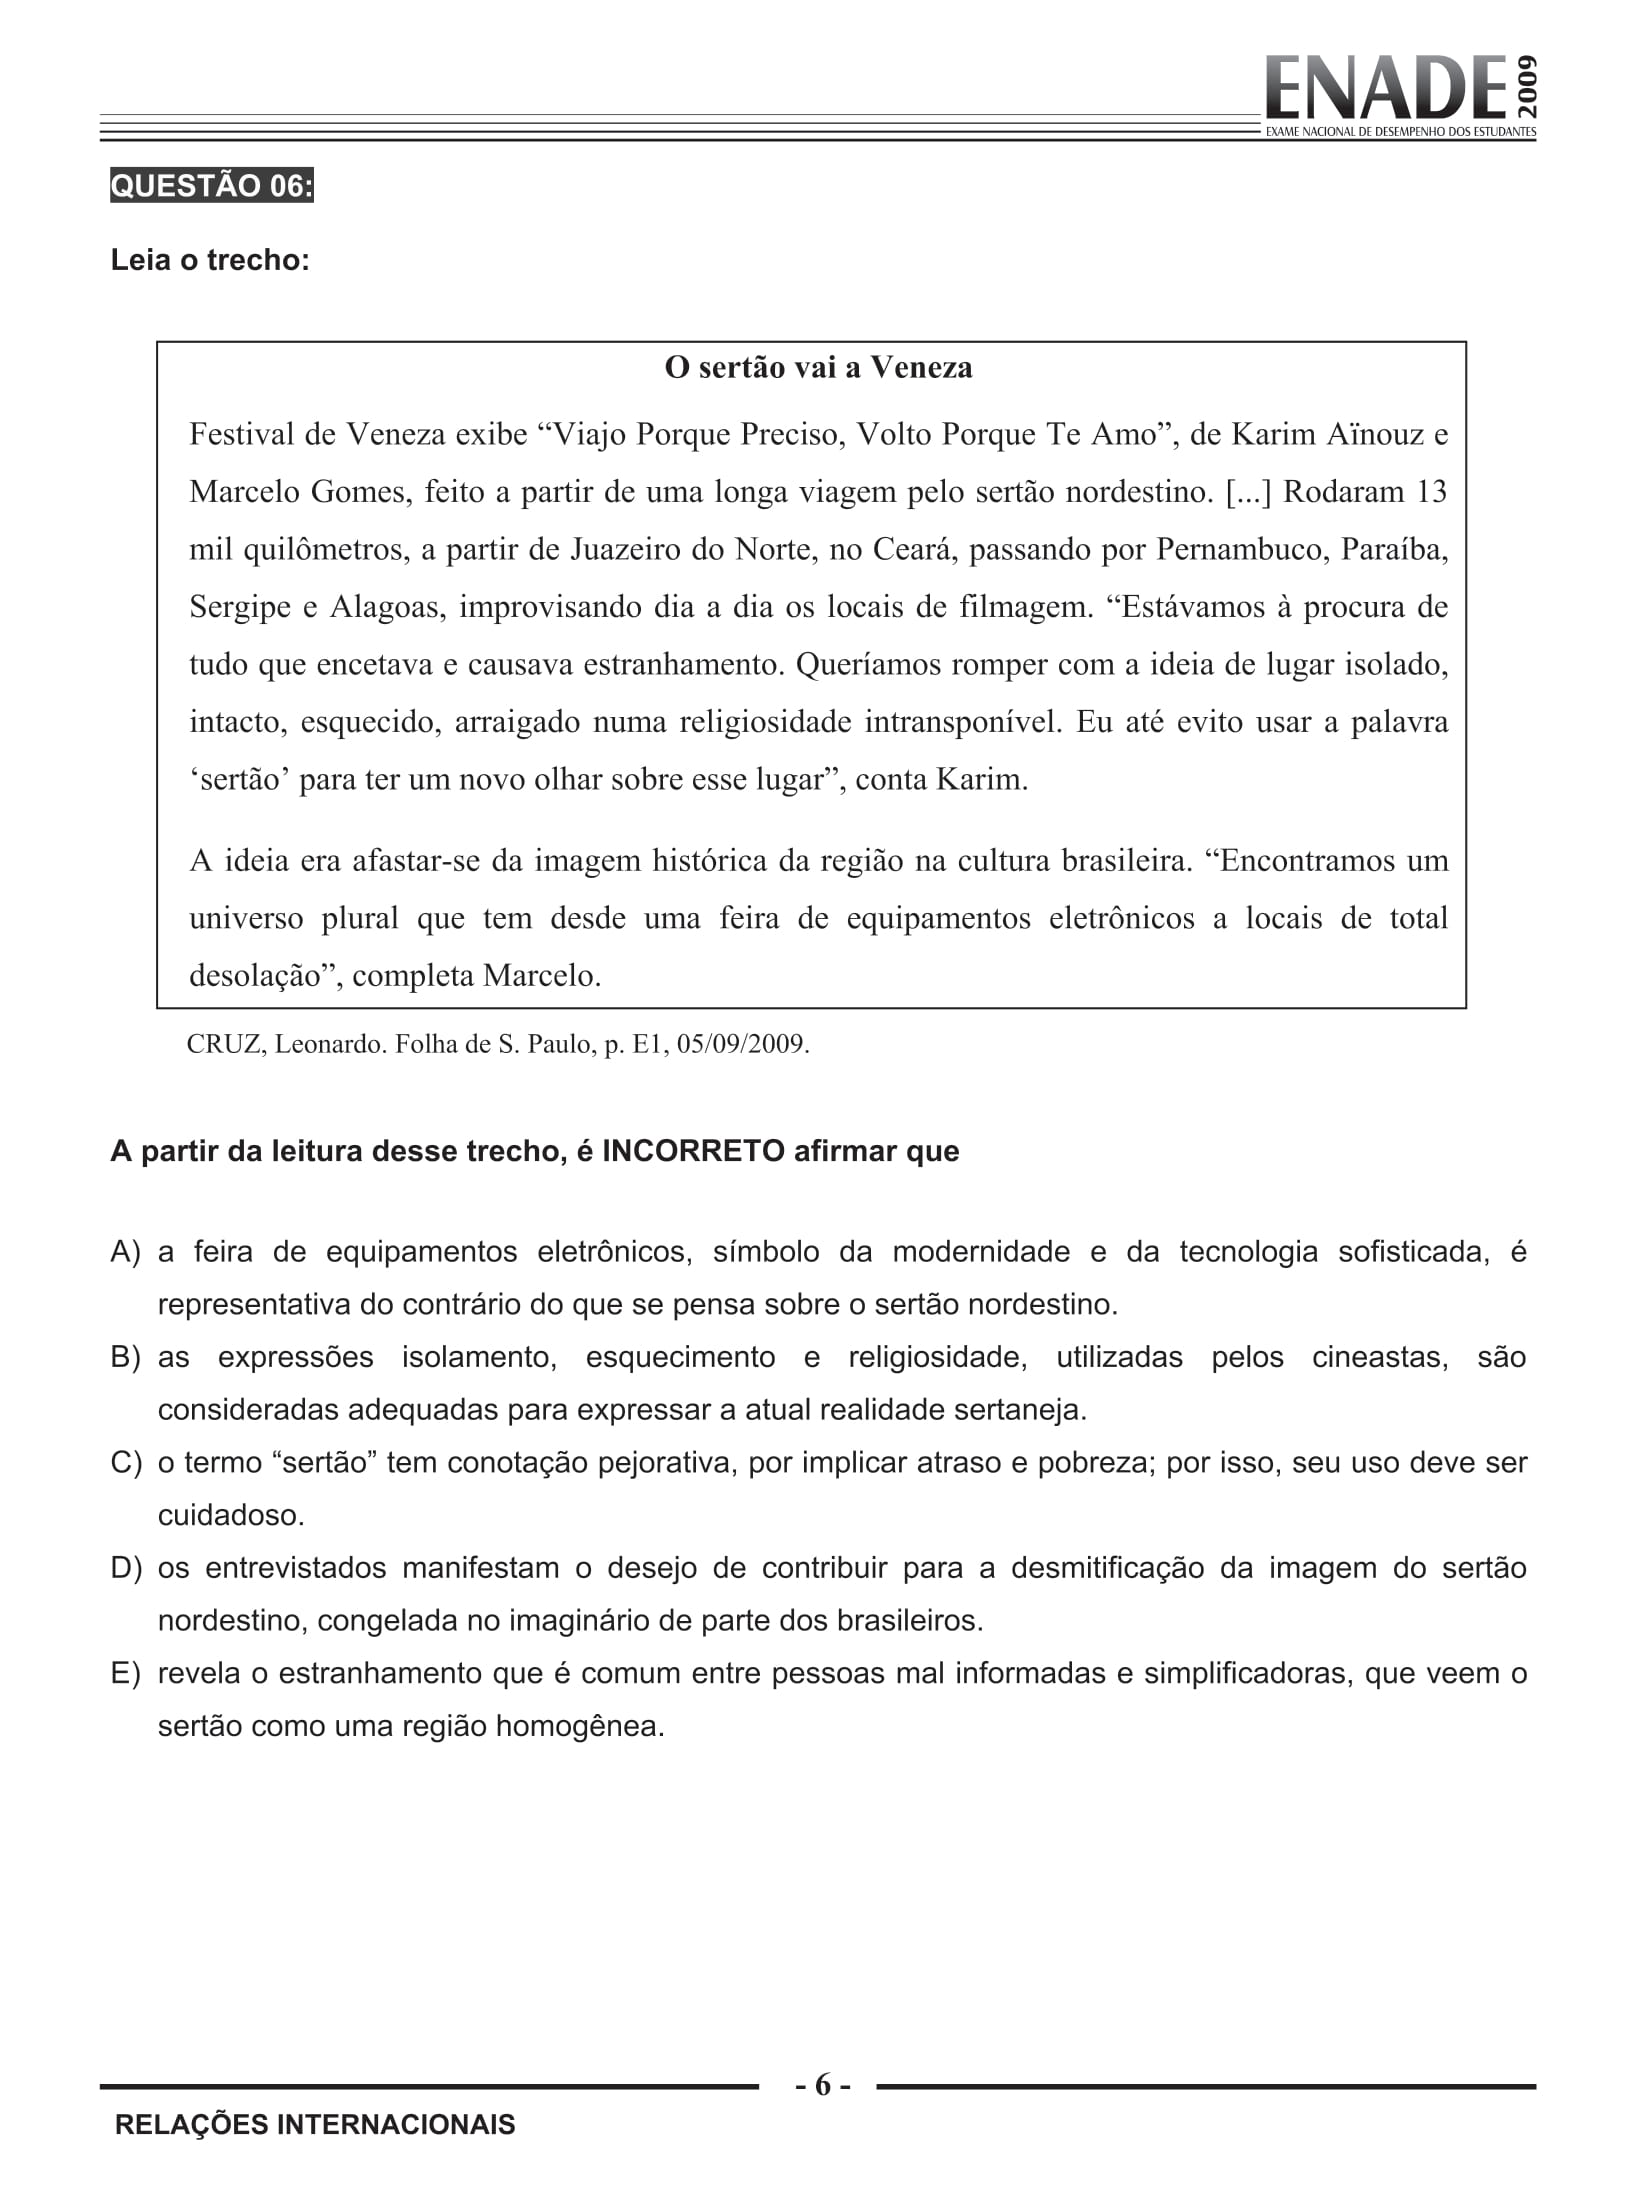 ENADE 2009
EXAME NACIONAL DE DESEMPENHO DOS ESTUDANTES
QUESTÃO 06:
Leia o trecho:
O sertão vai a Veneza
Festival de Veneza exibe “Viajo Porque Preciso, Volto Porque Te Amo”, de Karim Aïnouz e
Marcelo Gomes, feito a partir de uma longa viagem pelo sertão nordestino. [...] Rodaram 13
mil quilômetros, a partir de Juazeiro do Norte, no Ceará, passando por Pernambuco, Paraíba,
Sergipe e Alagoas, improvisando dia a dia os locais de filmagem. “Estávamos à procura de
tudo que encetava e causava estranhamento. Queríamos romper com a ideia de lugar isolado,
intacto, esquecido, arraigado numa religiosidade intransponível. Eu até evito usar a palavra
‘sertão’ para ter um novo olhar sobre esse lugar”, conta Karim.
A ideia era afastar-se da imagem histórica da região na cultura brasileira. “Encontramos um
universo plural que tem desde uma feira de equipamentos eletrônicos a locais de total
desolação”, completa Marcelo.
CRUZ, Leonardo. Folha de S. Paulo, p. E1, 05/09/2009.
A partir da leitura desse trecho, é INCORRETO afirmar que
A) a feira de equipamentos eletrônicos, símbolo da modernidade e da tecnologia sofisticada, é
representativa do contrário do que se pensa sobre o sertão nordestino.
B) as expressões isolamento, esquecimento e religiosidade, utilizadas pelos cineastas, são
consideradas adequadas para expressar a atual realidade sertaneja.
C) o termo “sertão” tem conotação pejorativa, por implicar atraso e pobreza; por isso, seu uso deve ser
cuidadoso.
D) os entrevistados manifestam o desejo de contribuir para a desmitificação da imagem do sertão
nordestino, congelada no imaginário de parte dos brasileiros.
E) revela o estranhamento que é comum entre pessoas mal informadas e simplificadoras, que veem o
sertão como uma região homogênea.
- 6 -
RELAÇÕES INTERNACIONAIS